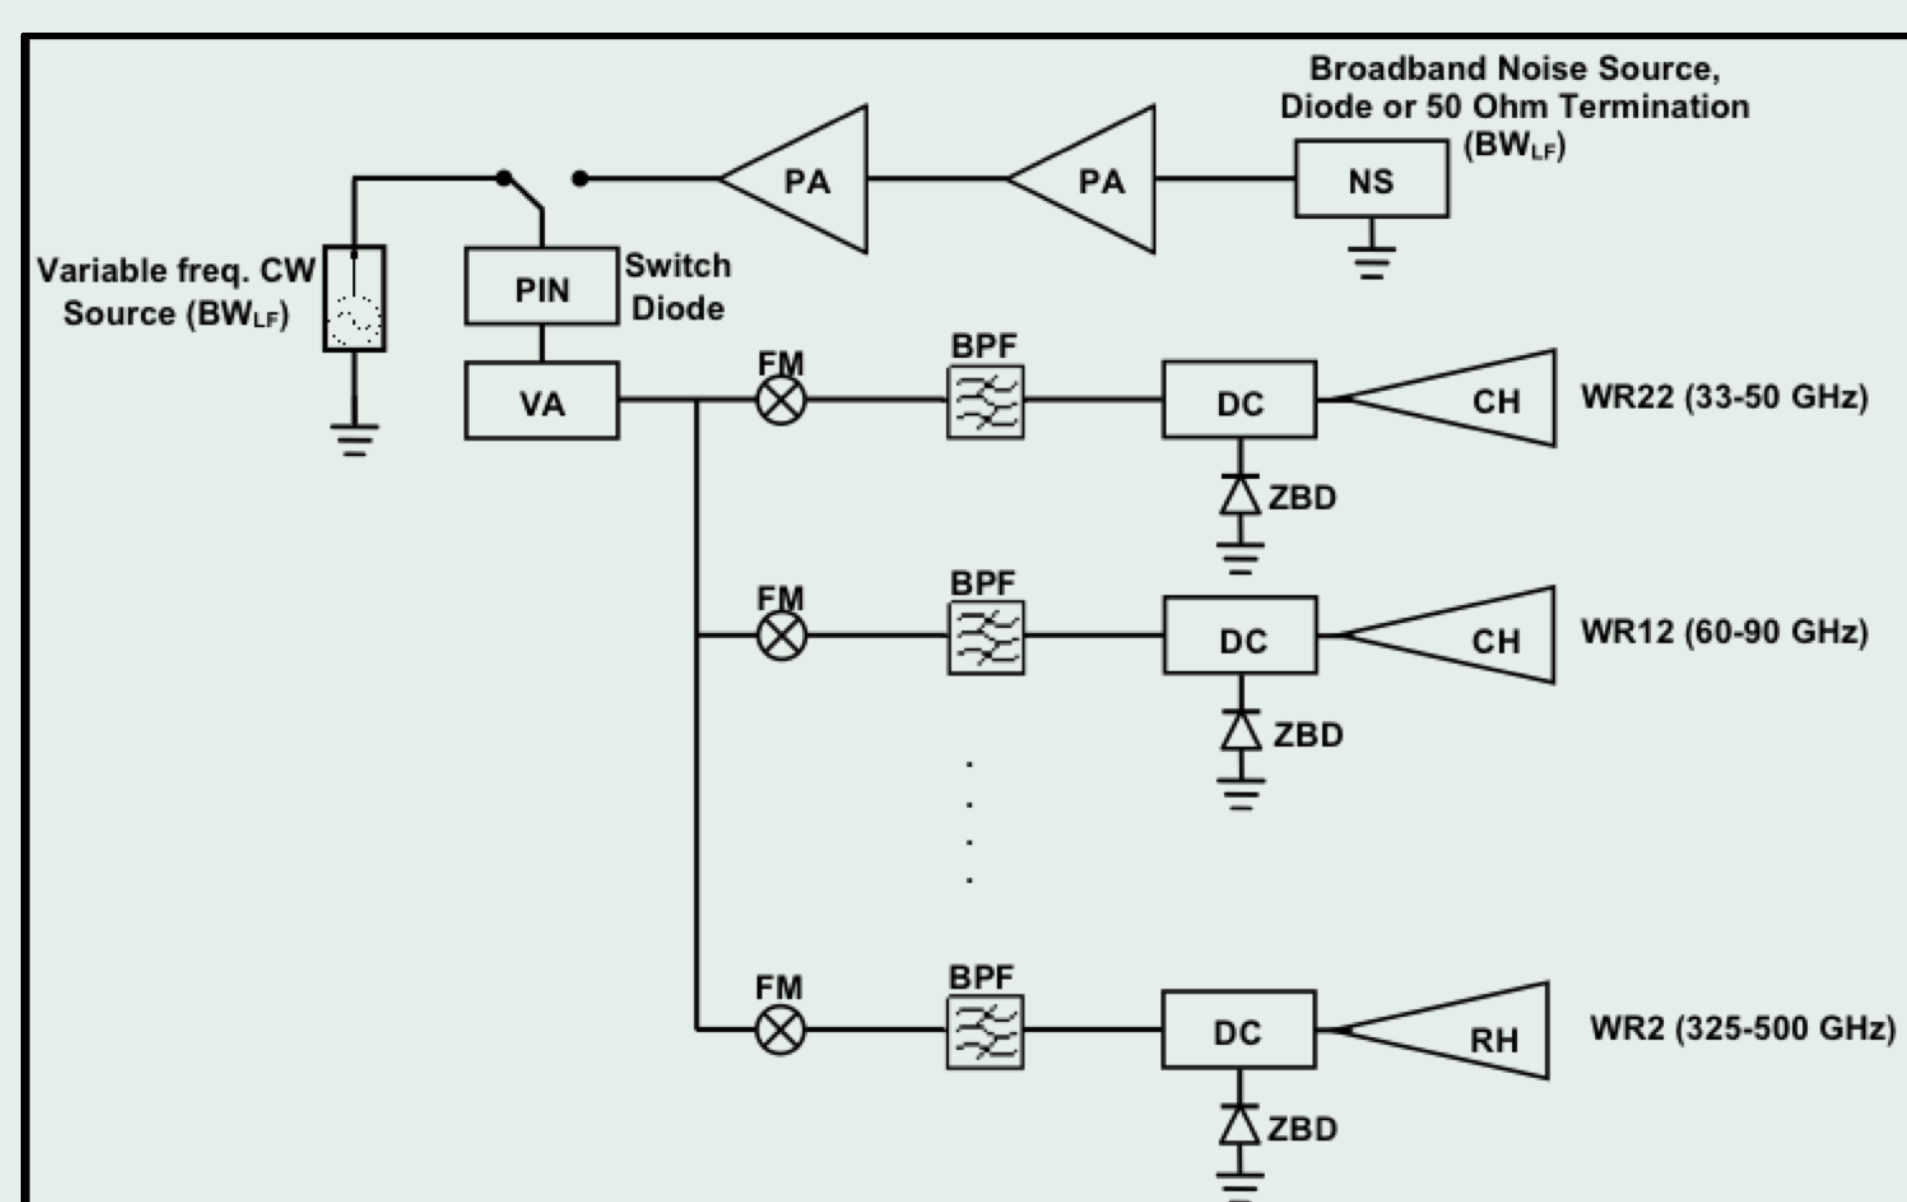 Broadband Noise Source,
Diode or 50 Ohm Termination
(BWLF)
PA
PA
NS
Variable freq. CW
Source (BWLF)
PIN
Switch
Diode
VA
FM
BPF
DC
CH
WR22 (33-50 GHz)
ZBD
FM
BPF
DC
CH
WR12 (60-90 GHz)
ZBD
FM
BPF
DC
RH
WR2 (325-500 GHz)
ZBD